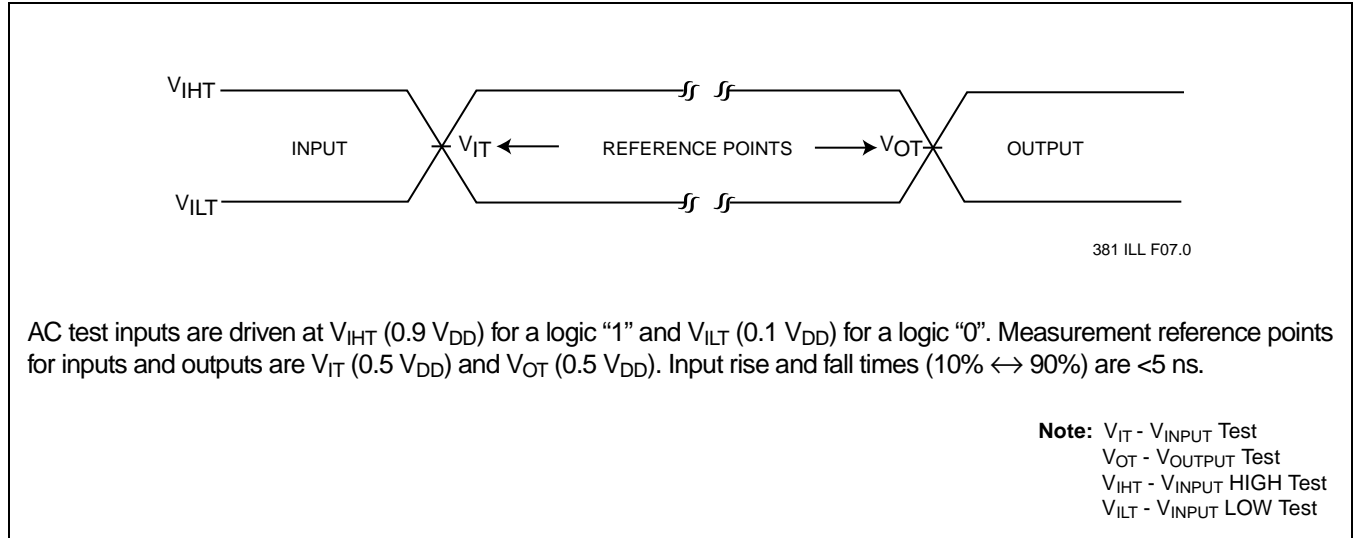 VIHT
INPUT VIT REFERENCE POINTS VOT OUTPUT
VILT
381 ILL F07.0
AC test inputs are driven at VIHT (0.9 VDD) for a logic “1” and VILT (0.1 VDD) for a logic “0”. Measurement reference points
for inputs and outputs are VIT (0.5 VDD) and VOT (0.5 VDD). Input rise and fall times (10% ↔ 90%) are <5 ns.
Note: VIT - VINPUT Test
VOT - VOUTPUT Test
VIHT - VINPUT HIGH Test
VILT - VINPUT LOW Test